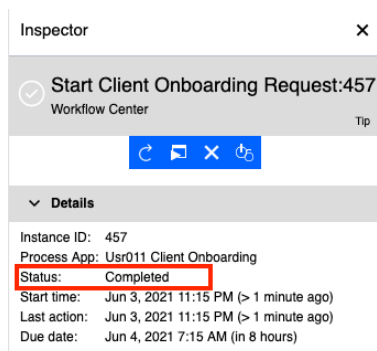 Inspector
Start Client Onboarding Request:457
Workflow Center
Tip
Details
Instance ID: 457
Process App: Usr011 Client Onboarding
Status: Completed
Start time: Jun 3, 2021 11:15 PM (> 1 minute ago)
Last action: Jun 3, 2021 11:15 PM (> 1 minute ago)
Due date: Jun 4, 2021 7:15 AM (in 8 hours)